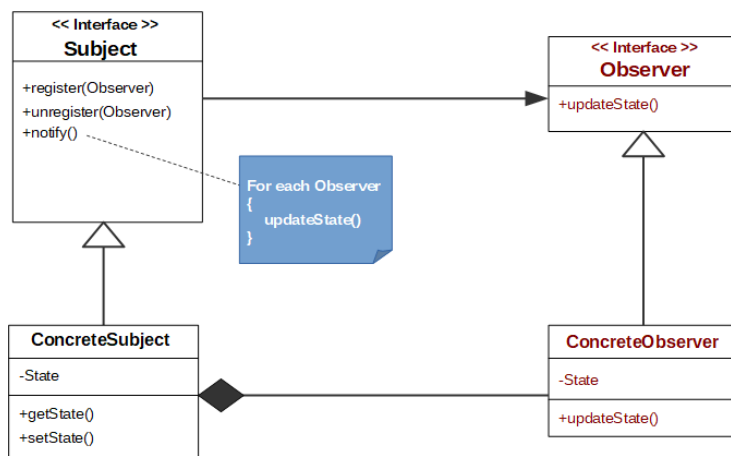 << Interface >>
Subject
+register(Observer)
+unregister(Observer)
+notify()
<< Interface >>
Observer
+updateState()
For each Observer
{
updateState()
}
ConcreteSubject
-State
+getState()
+setState()
ConcreteObserver
-State
+updateState()